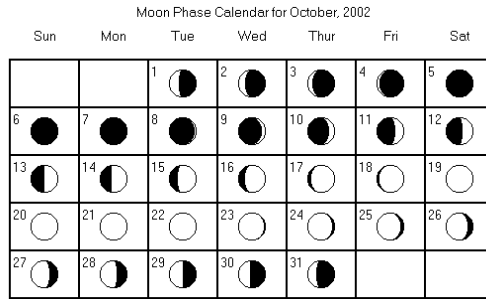 Moon Phase Calendar for October, 2002
Sun Mon Tue Wed Thur Fri Sat
1 2 3 4 5
6 7 8 9 10 11 12
13 14 15 16 17 18 19
20 21 22 23 24 25 26
27 28 29 30 31